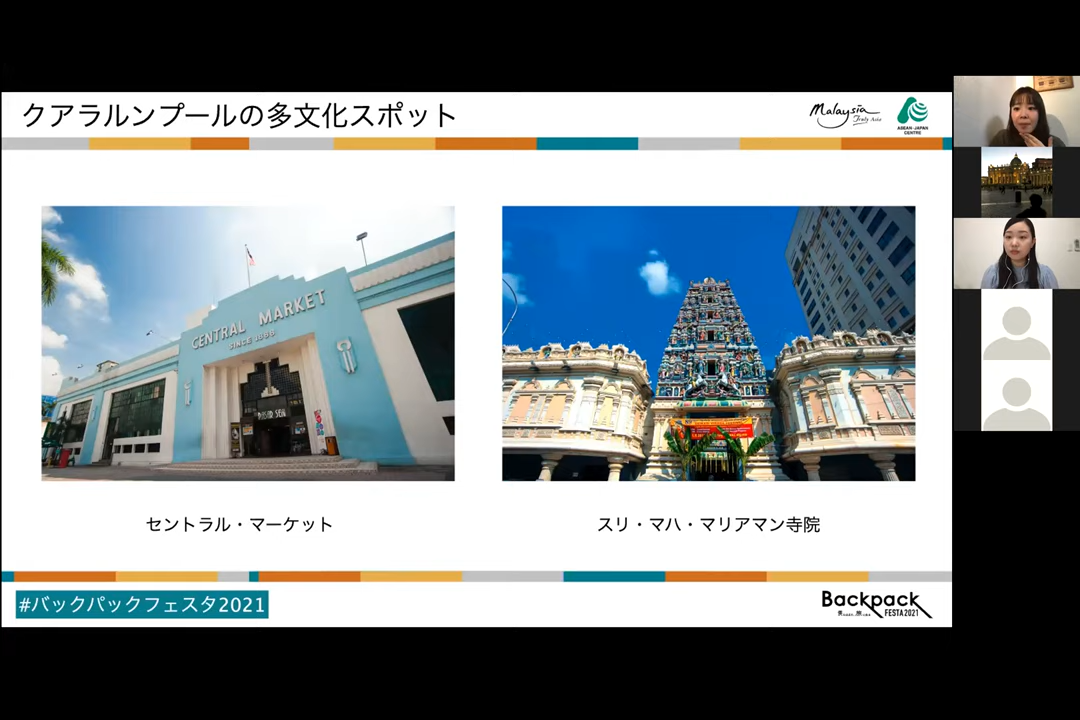 クアラルンプールの多文化スポット
Malaysia
Truly Asia
ASEAN-JAPAN
CENTRE
CENTRAL MARKET
SINCE 1888
PASAR SENI
セントラル・マーケット
スリ・マハ・マリアマン寺院
#バックパックフェスタ2021
Backpack
FESTA2021